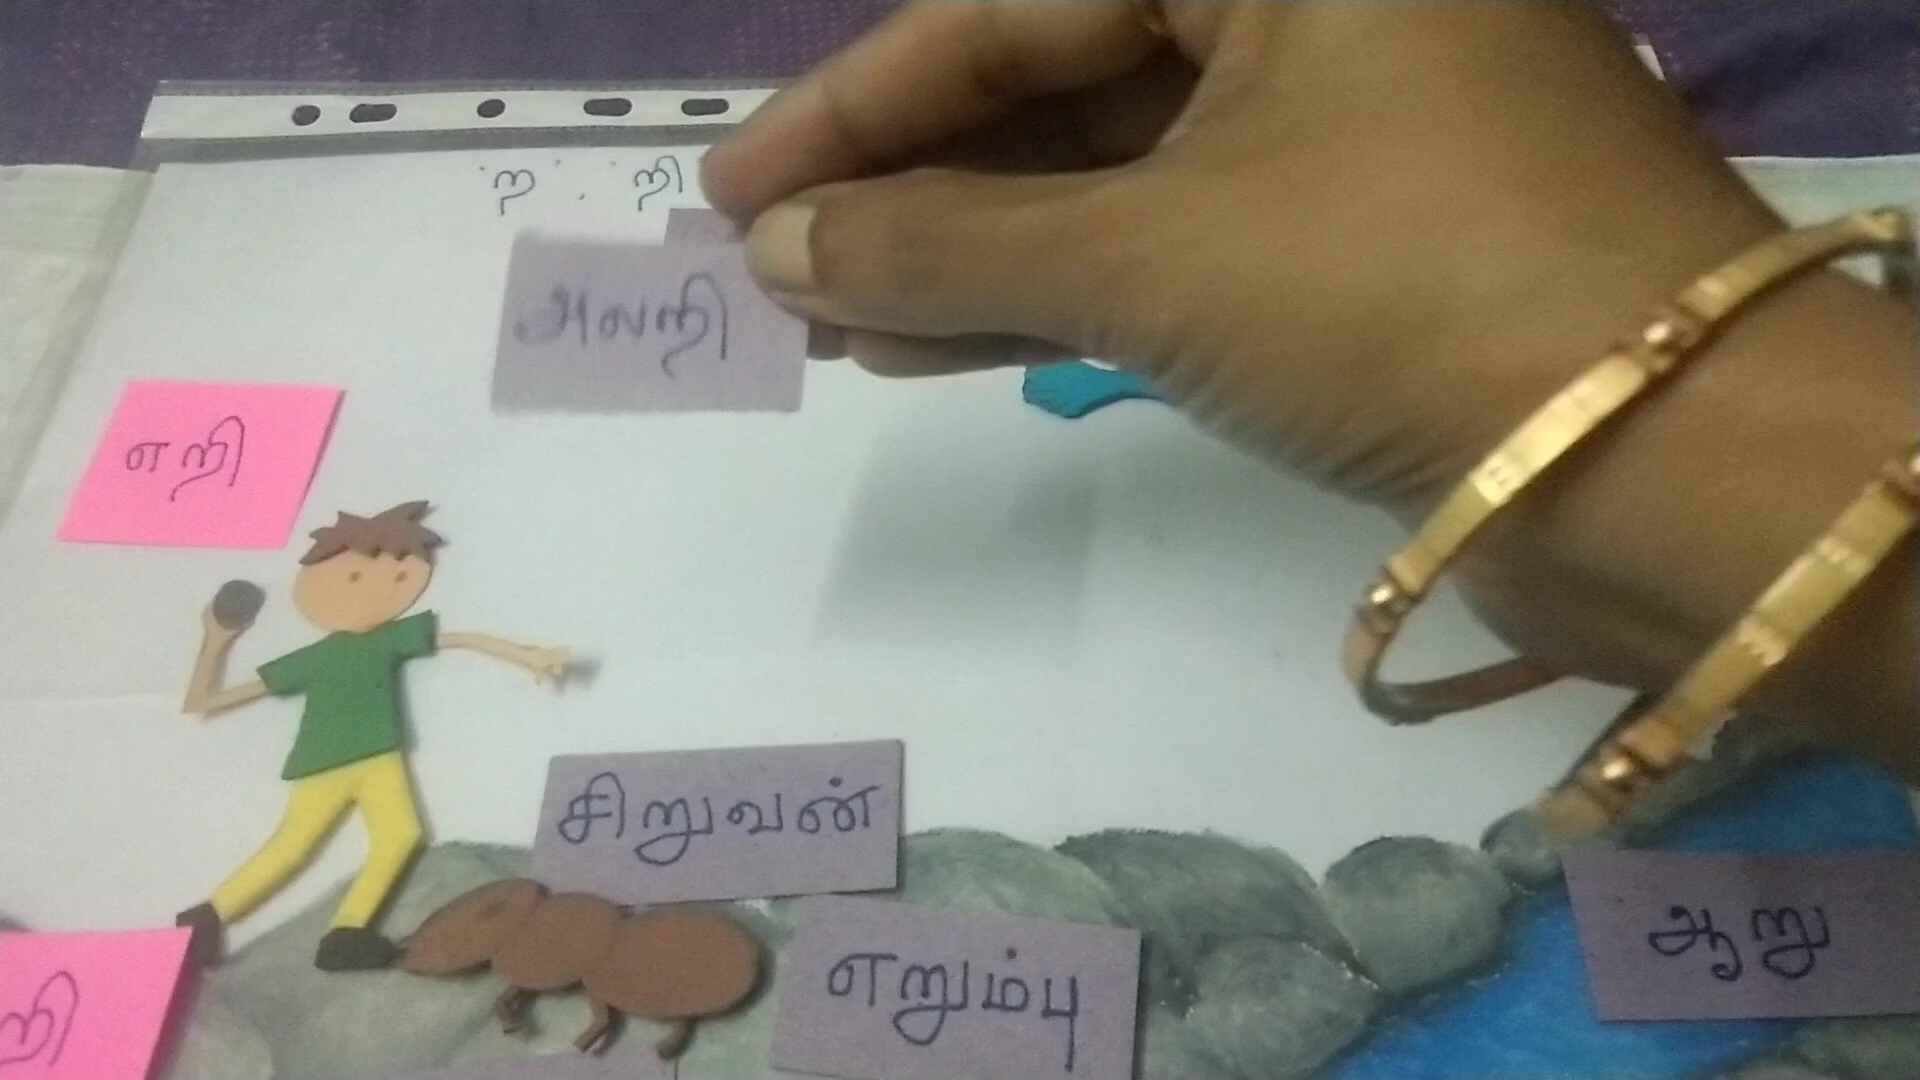 ற றி
அலறி
எறி
சிறுவன்
ஆறு
எறும்பு
றி